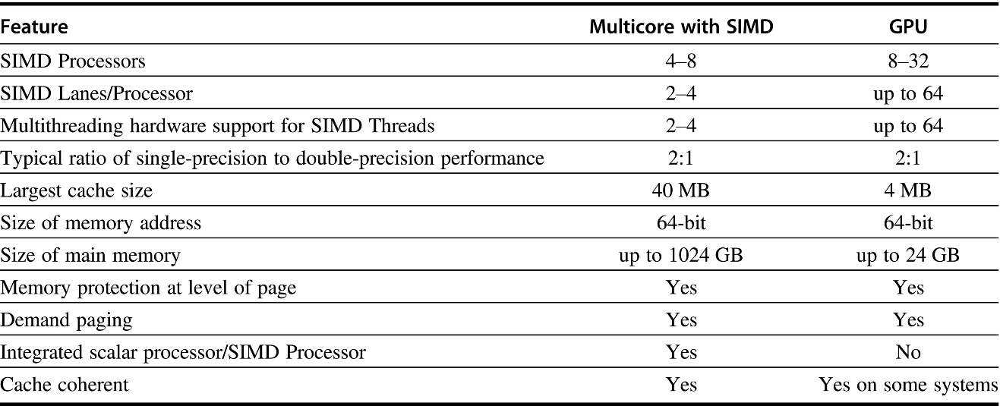 Feature Multicore with SIMD GPU
SIMD Processors 4–8 8–32
SIMD Lanes/Processor 2–4 up to 64
Multithreading hardware support for SIMD Threads 2–4 up to 64
Typical ratio of single-precision to double-precision performance 2:1 2:1
Largest cache size 40 MB 4 MB
Size of memory address 64-bit 64-bit
Size of main memory up to 1024 GB up to 24 GB
Memory protection at level of page Yes Yes
Demand paging Yes Yes
Integrated scalar processor/SIMD Processor Yes No
Cache coherent Yes Yes on some systems